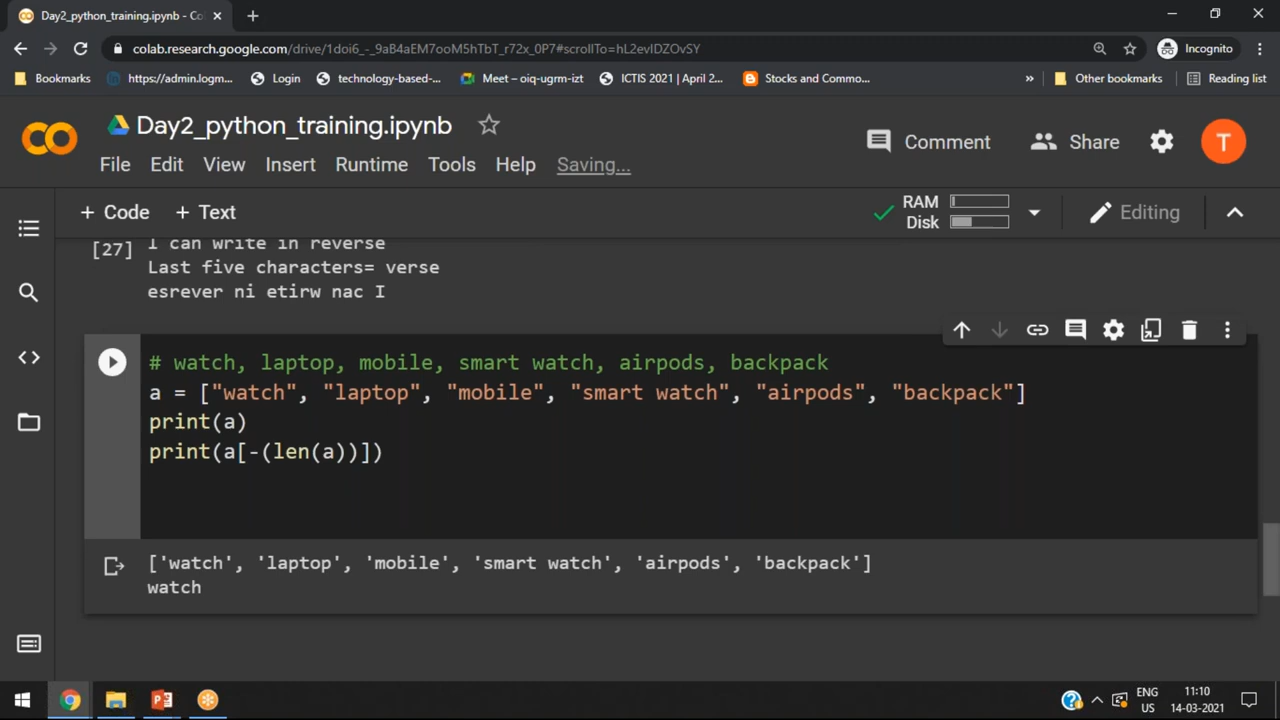 Day2_python_training.ipynb - Co
colab.research.google.com/drive/1doi6_-_9aB4aEM7ooM5hTbT_r72x_0P7#scrollTo=hL2evIDZOvSY
Incognito
Bookmarks
https://admin.logm...
Login
technology-based-...
Meet – oiq-ugrm-izt
ICTIS 2021 | April 2...
Stocks and Commo...
»
Other bookmarks
Reading list
Day2_python_training.ipynb
Comment
Share
T
File Edit View Insert Runtime Tools Help Saving...
+ Code + Text
RAM
Disk
Editing
[27]
I can write in reverse
Last five characters= verse
esrever ni etirw nac I
# watch, laptop, mobile, smart watch, airpods, backpack
a = ["watch", "laptop", "mobile", "smart watch", "airpods", "backpack"]
print(a)
print(a[-(len(a))])
['watch', 'laptop', 'mobile', 'smart watch', 'airpods', 'backpack']
watch
ENG
US
11:10
14-03-2021